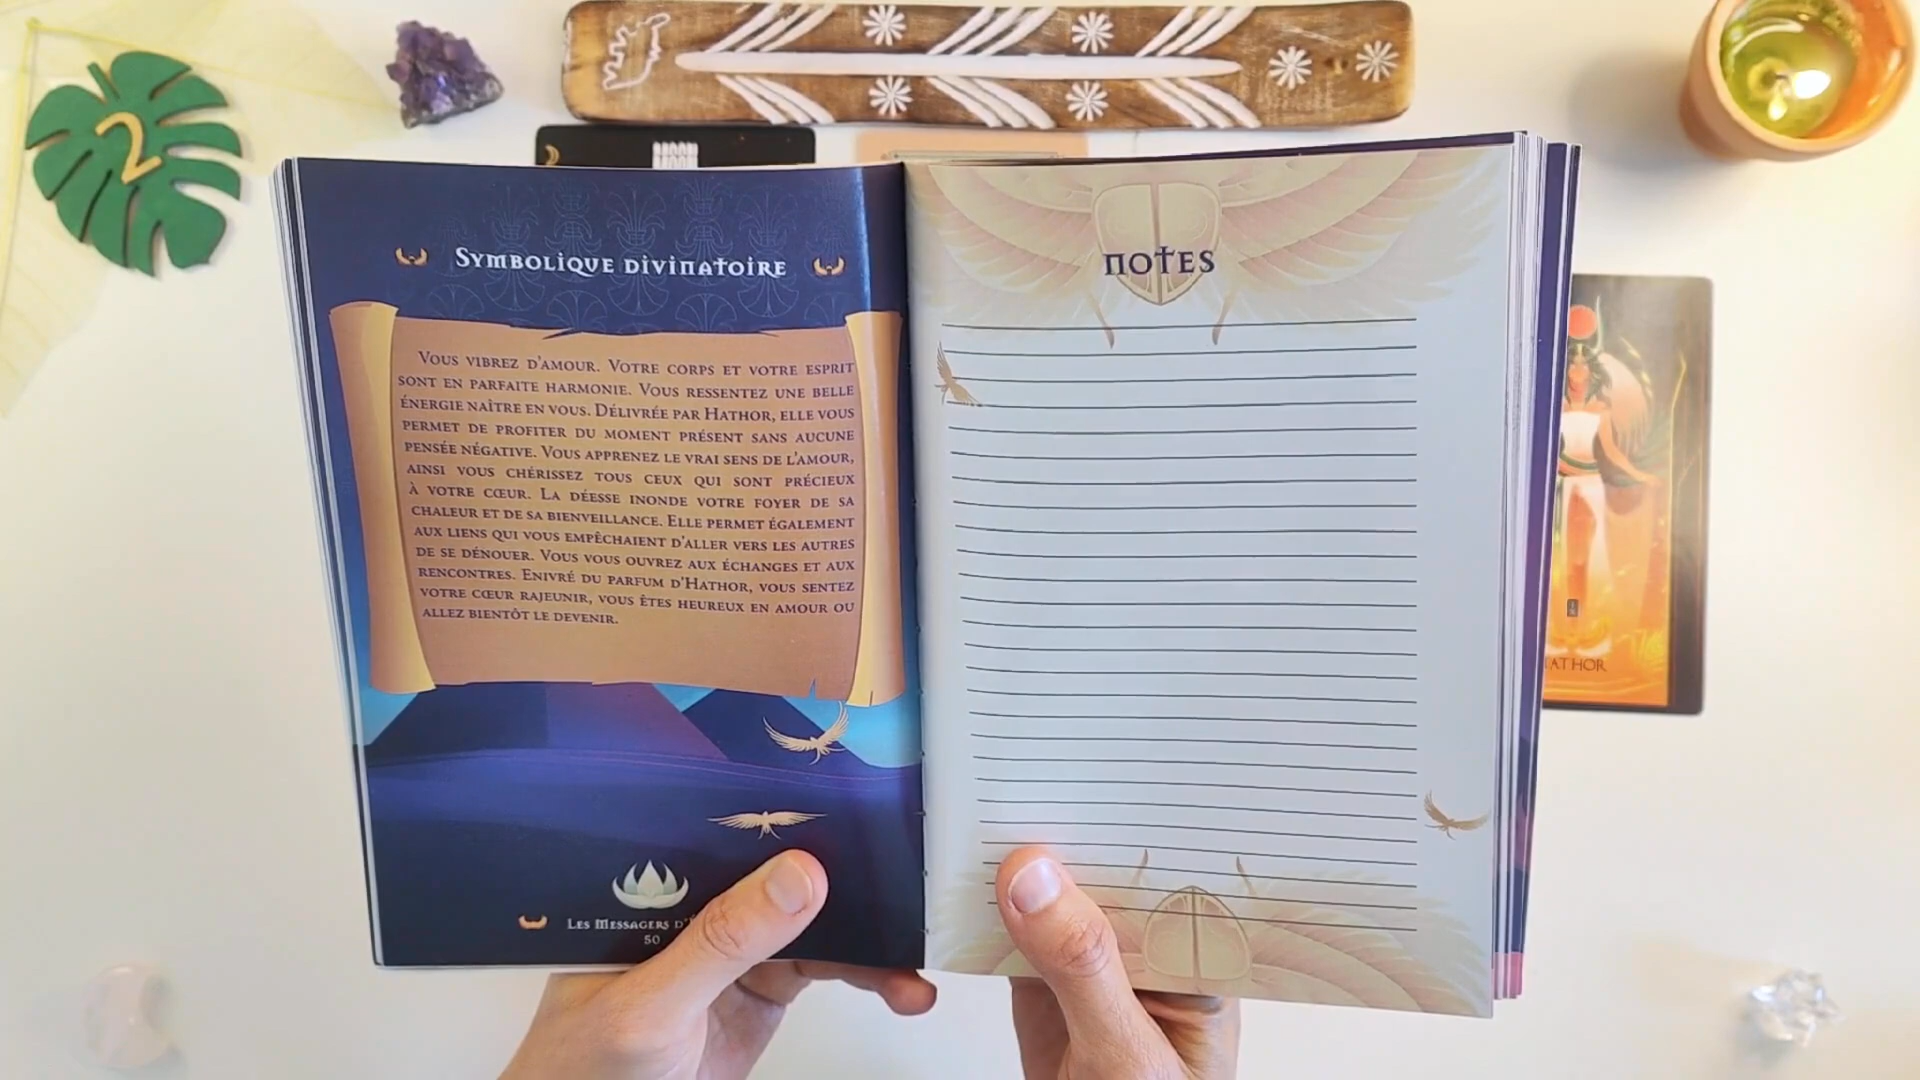 2
MOON
SYMBOLIQUE DIVINATOIRE
VOUS VIBREZ D'AMOUR. VOTRE CORPS ET VOTRE ESPRIT
SONT EN PARFAITE HARMONIE. VOUS RESSENTEZ UNE BELLE
ÉNERGIE NAÎTRE EN VOUS. DÉLIVRÉE PAR HATHOR, ELLE VOUS
PERMET DE PROFITER DU MOMENT PRÉSENT SANS AUCUNE
PENSÉE NÉGATIVE. VOUS APPRENEZ LE VRAI SENS DE L'AMOUR,
AINSI VOUS CHÉRISSEZ TOUS CEUX QUI SONT PRÉCIEUX
À VOTRE CŒUR. LA DÉESSE INONDE VOTRE FOYER DE SA
CHALEUR ET DE SA BIENVEILLANCE. ELLE PERMET ÉGALEMENT
AUX LIENS QUI VOUS EMPÊCHAIENT D'ALLER VERS LES AUTRES
DE SE DÉNOUER. VOUS VOUS OUVREZ AUX ÉCHANGES ET AUX
RENCONTRES. ENIVRÉ DU PARFUM D'HATHOR, VOUS SENTEZ
VOTRE CŒUR RAJEUNIR, VOUS ÊTES HEUREUX EN AMOUR OU
ALLEZ BIENTÔT LE DEVENIR.
LES MESSAGERS
50
NOTES
ATHOR